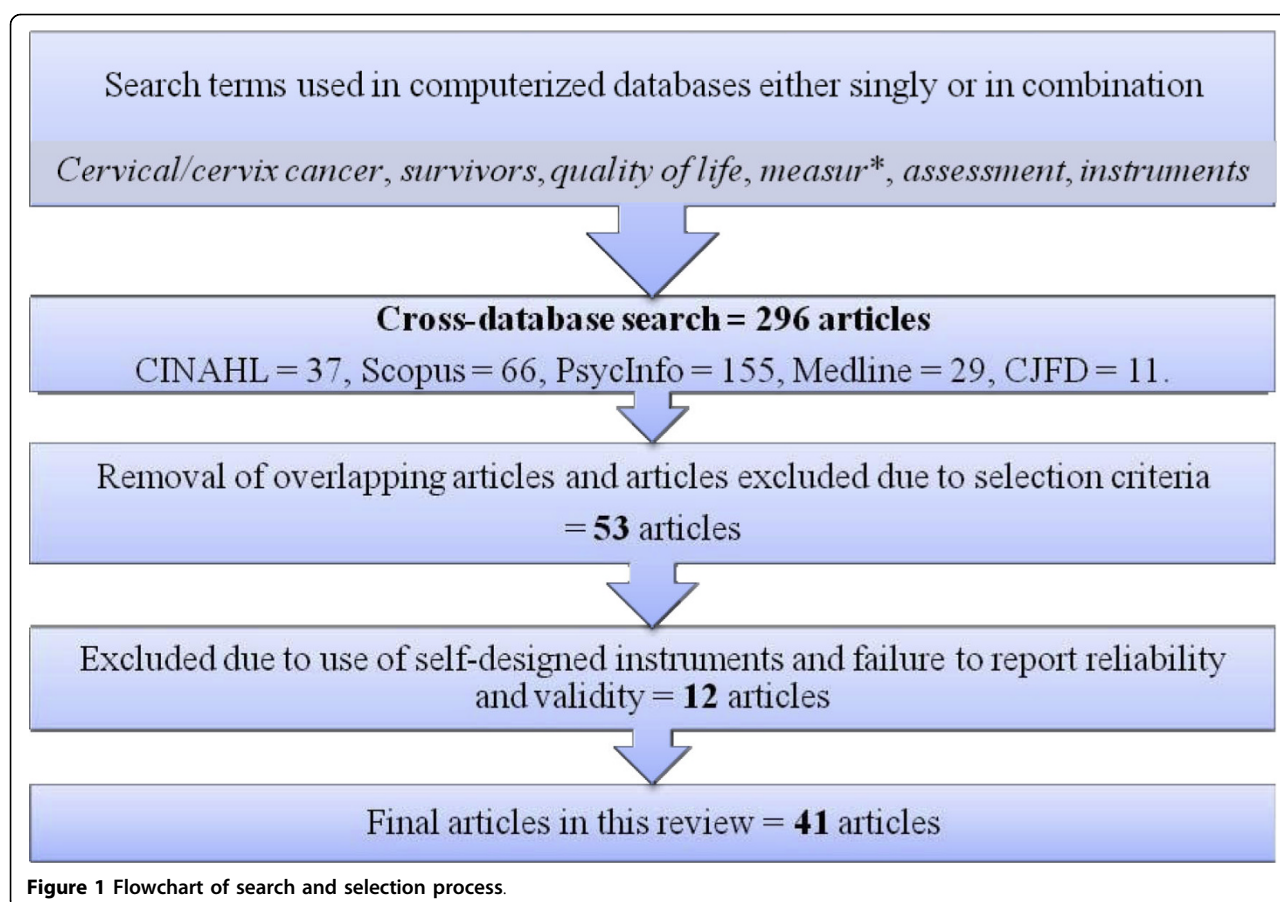 Search terms used in computerized databases either singly or in combination
Cervical/cervix cancer, survivors, quality of life, measur*, assessment, instruments
Cross-database search = 296 articles
CINAHL = 37, Scopus = 66, PsycInfo = 155, Medline = 29, CJFD = 11.
Removal of overlapping articles and articles excluded due to selection criteria
= 53 articles
Excluded due to use of self-designed instruments and failure to report reliability
and validity = 12 articles
Final articles in this review = 41 articles
Figure 1 Flowchart of search and selection process.